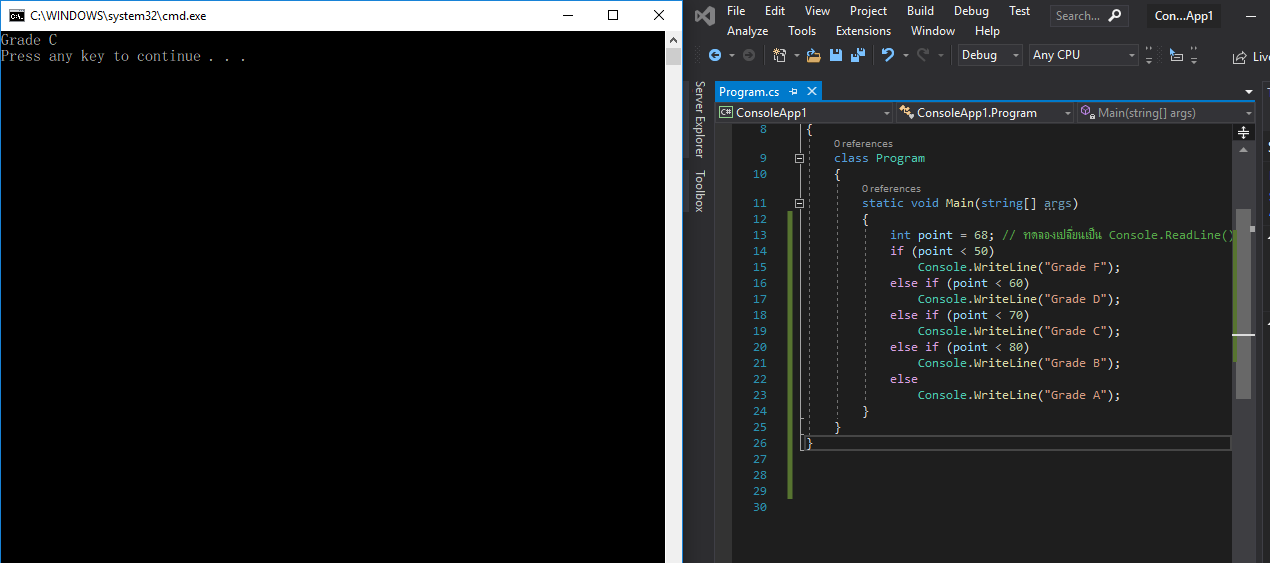 C:\WINDOWS\system32\cmd.exe
Grade C
Press any key to continue . . .
File Edit View Project Build Debug Test Search... Con...App1
Analyze Tools Extensions Window Help
Debug Any CPU Live
Server Explorer
Toolbox
Program.cs
ConsoleApp1 ConsoleApp1.Program Main(string[] args)
8 {
0 references
9 class Program
10 {
0 references
11 static void Main(string[] args)
12 {
13 int point = 68; // ทดลองเปลี่ยนเป็น Console.ReadLine()
14 if (point < 50)
15 Console.WriteLine("Grade F");
16 else if (point < 60)
17 Console.WriteLine("Grade D");
18 else if (point < 70)
19 Console.WriteLine("Grade C");
20 else if (point < 80)
21 Console.WriteLine("Grade B");
22 else
23 Console.WriteLine("Grade A");
24 }
25 }
26 }
27
28
29
30